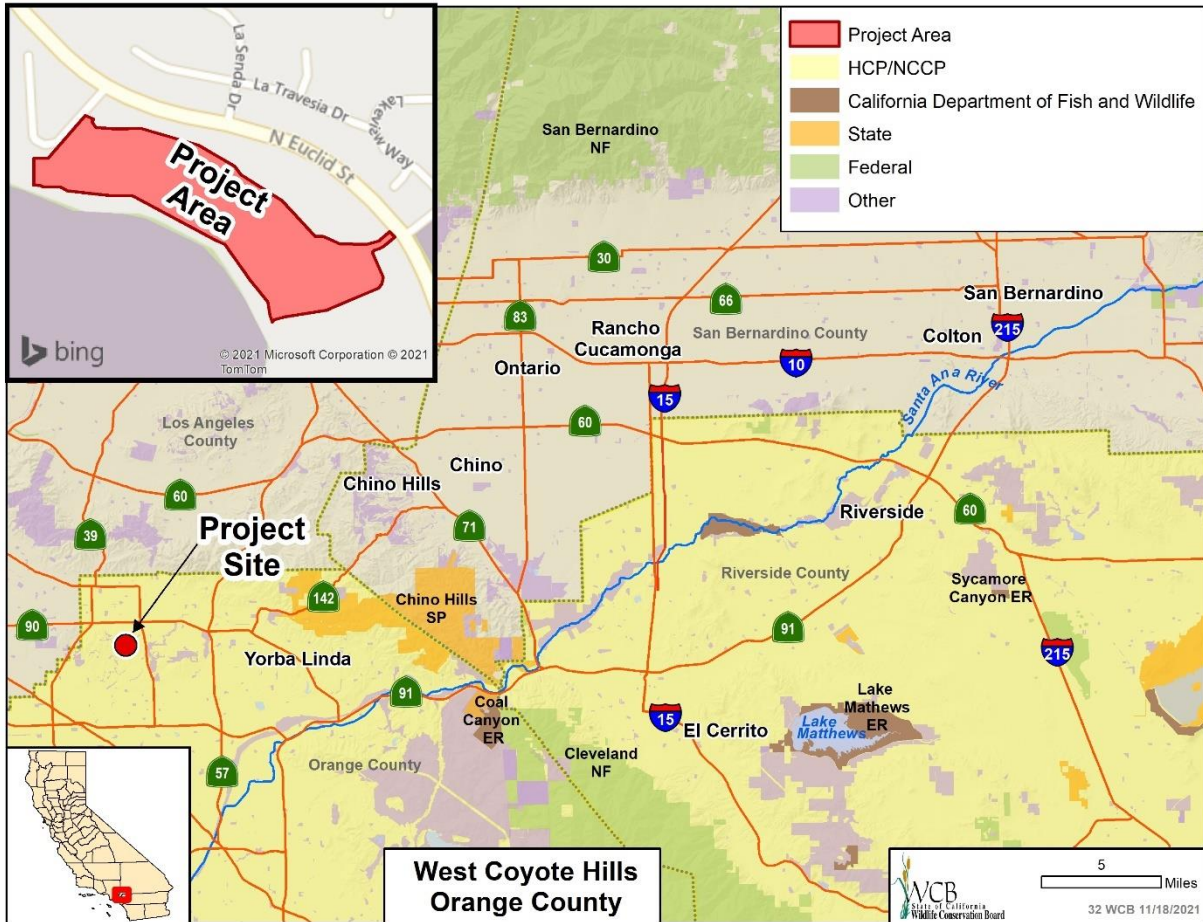 La Senda Dr
La Travesia Dr
Lakeview Way
N Euclid St
Project
Area
bing
© 2021 Microsoft Corporation © 2021
TomTom
Project Area
HCP/NCCP
California Department of Fish and Wildlife
State
Federal
Other
San Bernardino
NF
30
66
83
Rancho
Cucamonga
San Bernardino County
San Bernardino
Colton
215
Ontario
10
15
Santa Ana River
Los Angeles
County
60
Chino
Chino Hills
60
39
71
Project
Site
Riverside
60
Riverside County
Sycamore
Canyon ER
142
Chino Hills
SP
90
91
215
Yorba Linda
91
Coal
Canyon
ER
15
El Cerrito
Lake
Mathews
ER
Lake
Matthews
Cleveland
NF
Orange County
57
West Coyote Hills
Orange County
WCB
State of California
Wildlife Conservation Board
5
Miles
32 WCB 11/18/2021